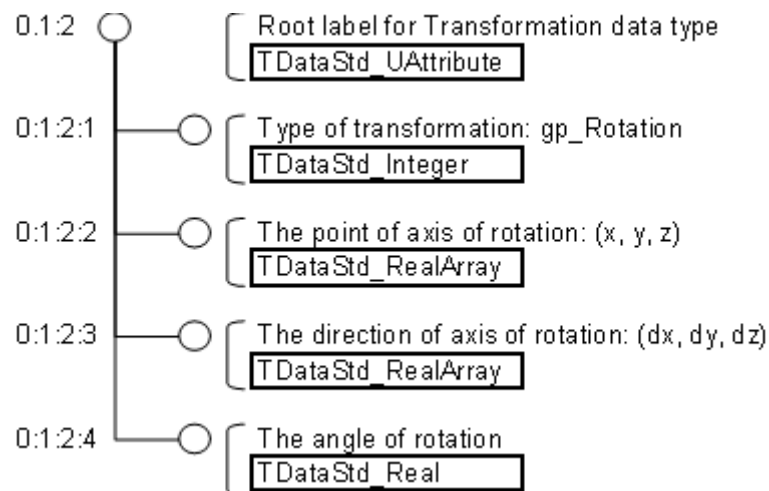 0.1:2 Root label for Transformation data type
TDataStd_UAttribute
0:1:2:1 Type of transformation: gp_Rotation
TDataStd_Integer
0:1:2:2 The point of axis of rotation: (x, y, z)
TDataStd_RealArray
0:1:2:3 The direction of axis of rotation: (dx, dy, dz)
TDataStd_RealArray
0:1:2:4 The angle of rotation
TDataStd_Real